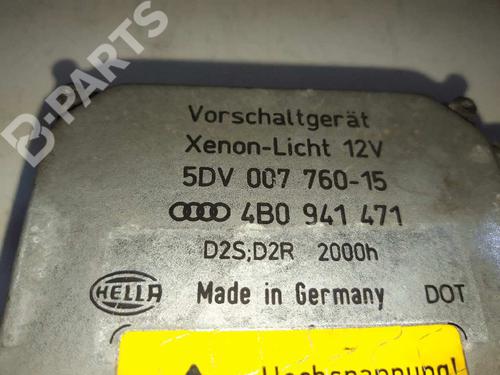 B-PARTS
Vorschaltgerät
Xenon-Licht 12V
5DV 007 760-15
4B0 941 471
D2S;D2R 2000h
HELLA Made in Germany DOT
Hochspannung!